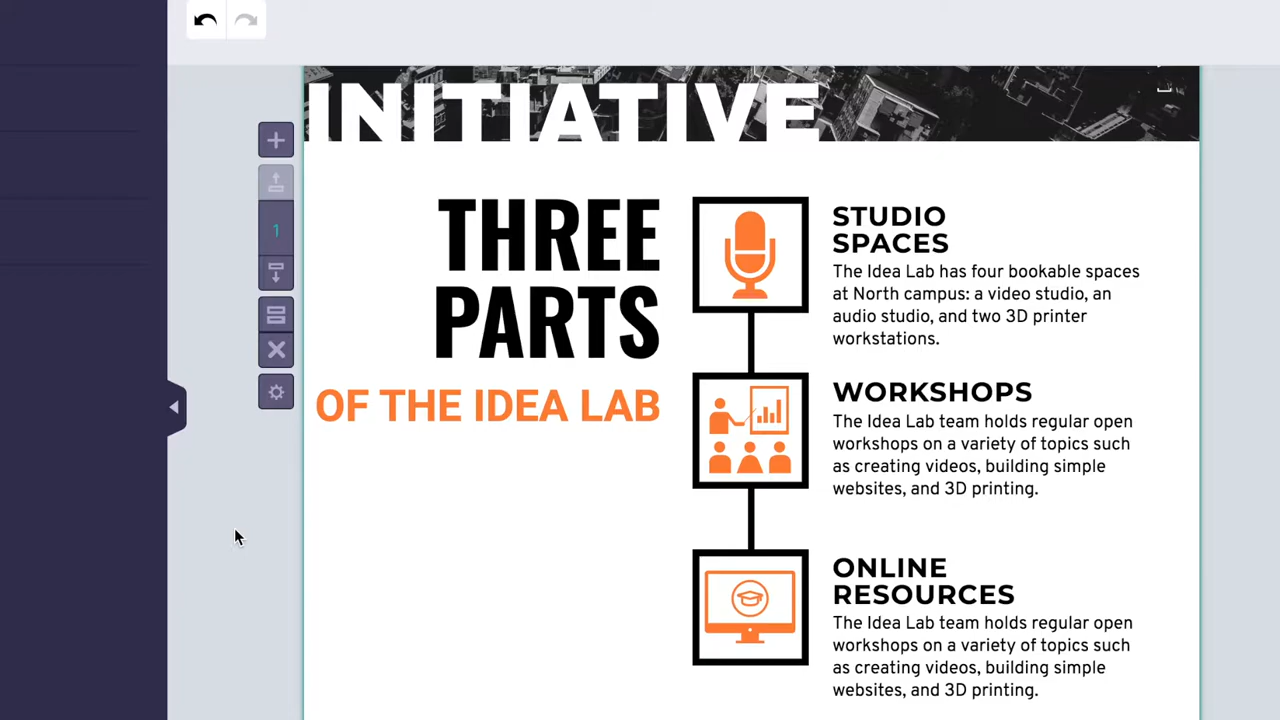 INITIATIVE
1
THREE
PARTS
OF THE IDEA LAB
STUDIO
SPACES
The Idea Lab has four bookable spaces
at North campus: a video studio, an
audio studio, and two 3D printer
workstations.
WORKSHOPS
The Idea Lab team holds regular open
workshops on a variety of topics such
as creating videos, building simple
websites, and 3D printing.
ONLINE
RESOURCES
The Idea Lab team holds regular open
workshops on a variety of topics such
as creating videos, building simple
websites, and 3D printing.